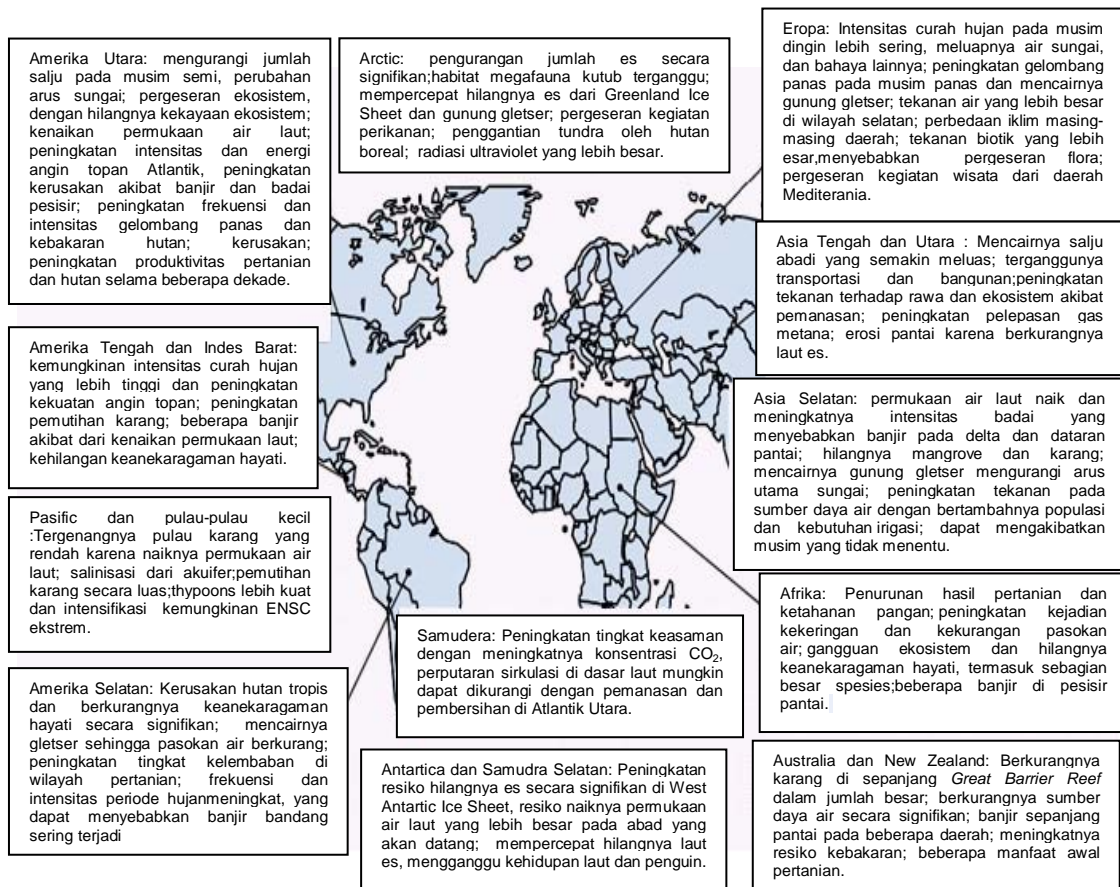 Amerika Utara: mengurangi jumlah
salju pada musim semi, perubahan
arus sungai; pergeseran ekosistem,
dengan hilangnya kekayaan ekosistem;
kenaikan permukaan air laut;
peningkatan intensitas dan energi
angin topan Atlantik, peningkatan
kerusakan akibat banjir dan badai
pesisir; peningkatan frekuensi dan
intensitas gelombang panas dan
kebakaran hutan; kerusakan;
peningkatan produktivitas pertanian
dan hutan selama beberapa dekade.
Arctic: pengurangan jumlah es secara
signifikan;habitat megafauna kutub terganggu;
mempercepat hilangnya es dari Greenland Ice
Sheet dan gunung gletser; pergeseran kegiatan
perikanan; penggantian tundra oleh hutan
boreal; radiasi ultraviolet yang lebih besar.
Eropa: Intensitas curah hujan pada musim
dingin lebih sering, meluapnya air sungai,
dan bahaya lainnya; peningkatan gelombang
panas pada musim panas dan mencairnya
gunung gletser; tekanan air yang lebih besar
di wilayah selatan; perbedaan iklim masing-
masing daerah; tekanan biotik yang lebih
esar,menyebabkan pergeseran flora;
pergeseran kegiatan wisata dari daerah
Mediterania.
Asia Tengah dan Utara : Mencairnya salju
abadi yang semakin meluas; terganggunya
transportasi dan bangunan;peningkatan
tekanan terhadap rawa dan ekosistem akibat
pemanasan; peningkatan pelepasan gas
metana; erosi pantai karena berkurangnya
laut es.
Amerika Tengah dan Indes Barat:
kemungkinan intensitas curah hujan
yang lebih tinggi dan peningkatan
kekuatan angin topan; peningkatan
pemutihan karang; beberapa banjir
akibat dari kenaikan permukaan laut;
kehilangan keanekaragaman hayati.
Asia Selatan: permukaan air laut naik dan
meningkatnya intensitas badai yang
menyebabkan banjir pada delta dan dataran
pantai; hilangnya mangrove dan karang;
mencairnya gunung gletser mengurangi arus
utama sungai; peningkatan tekanan pada
sumber daya air dengan bertambahnya populasi
dan kebutuhan irigasi; dapat mengakibatkan
musim yang tidak menentu.
Pasific dan pulau-pulau kecil
:Tergenangnya pulau karang yang
rendah karena naiknya permukaan air
laut; salinisasi dari akuifer;pemutihan
karang secara luas;thypoons lebih kuat
dan intensifikasi kemungkinan ENSC
ekstrem.
Afrika: Penurunan hasil pertanian dan
ketahanan pangan; peningkatan kejadian
kekeringan dan kekurangan pasokan
air; gangguan ekosistem dan hilangnya
keanekaragaman hayati, termasuk sebagian
besar spesies;beberapa banjir di pesisir
pantai.
Samudera: Peningkatan tingkat keasaman
dengan meningkatnya konsentrasi CO₂,
perputaran sirkulasi di dasar laut mungkin
dapat dikurangi dengan pemanasan dan
pembersihan di Atlantik Utara.
Amerika Selatan: Kerusakan hutan tropis
dan berkurangnya keanekaragaman
hayati secara signifikan; mencairnya
gletser sehingga pasokan air berkurang;
peningkatan tingkat kelembaban di
wilayah pertanian; frekuensi dan
intensitas periode hujanmeningkat, yang
dapat menyebabkan banjir bandang
sering terjadi
Antartica dan Samudra Selatan: Peningkatan
resiko hilangnya es secara signifikan di West
Antartic Ice Sheet, resiko naiknya permukaan
air laut yang lebih besar pada abad yang
akan datang; mempercepat hilangnya laut
es, mengganggu kehidupan laut dan penguin.
Australia dan New Zealand: Berkurangnya
karang di sepanjang Great Barrier Reef
dalam jumlah besar; berkurangnya sumber
daya air secara signifikan; banjir sepanjang
pantai pada beberapa daerah; meningkatnya
resiko kebakaran; beberapa manfaat awal
pertanian.